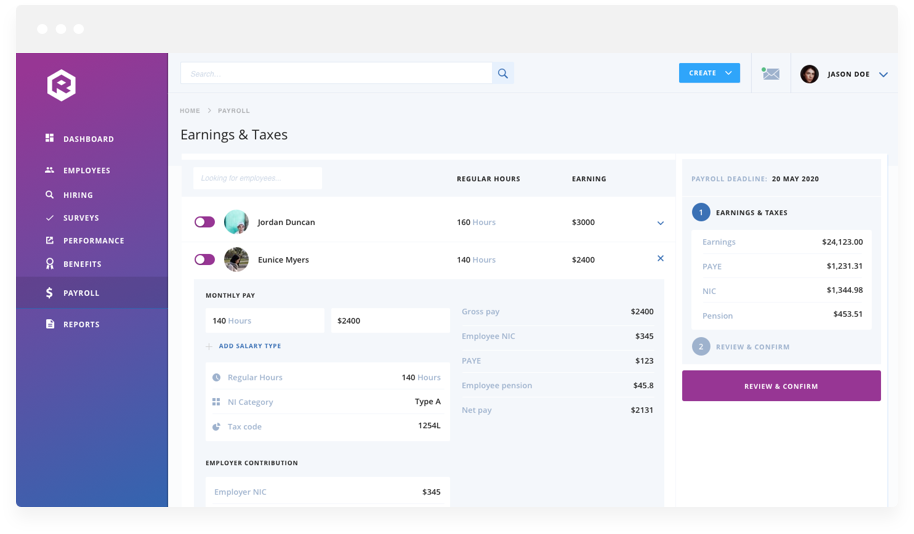 Search...
CREATE
JASON DOE
HOME > PAYROLL
Earnings & Taxes
DASHBOARD
EMPLOYEES
HIRING
SURVEYS
PERFORMANCE
BENEFITS
PAYROLL
REPORTS
Looking for employees...
REGULAR HOURS
EARNING
Jordan Duncan
160 Hours
$3000
Eunice Myers
140 Hours
$2400
MONTHLY PAY
140 Hours
$2400
ADD SALARY TYPE
Regular Hours 140 Hours
NI Category Type A
Tax code 1254L
EMPLOYER CONTRIBUTION
Employer NIC $345
Gross pay $2400
Employee NIC $345
PAYE $123
Employee pension $45.8
Net pay $2131
PAYROLL DEADLINE: 20 MAY 2020
1 EARNINGS & TAXES
Earnings $24,123.00
PAYE $1,231.31
NIC $1,344.98
Pension $453.51
2 REVIEW & CONFIRM
REVIEW & CONFIRM